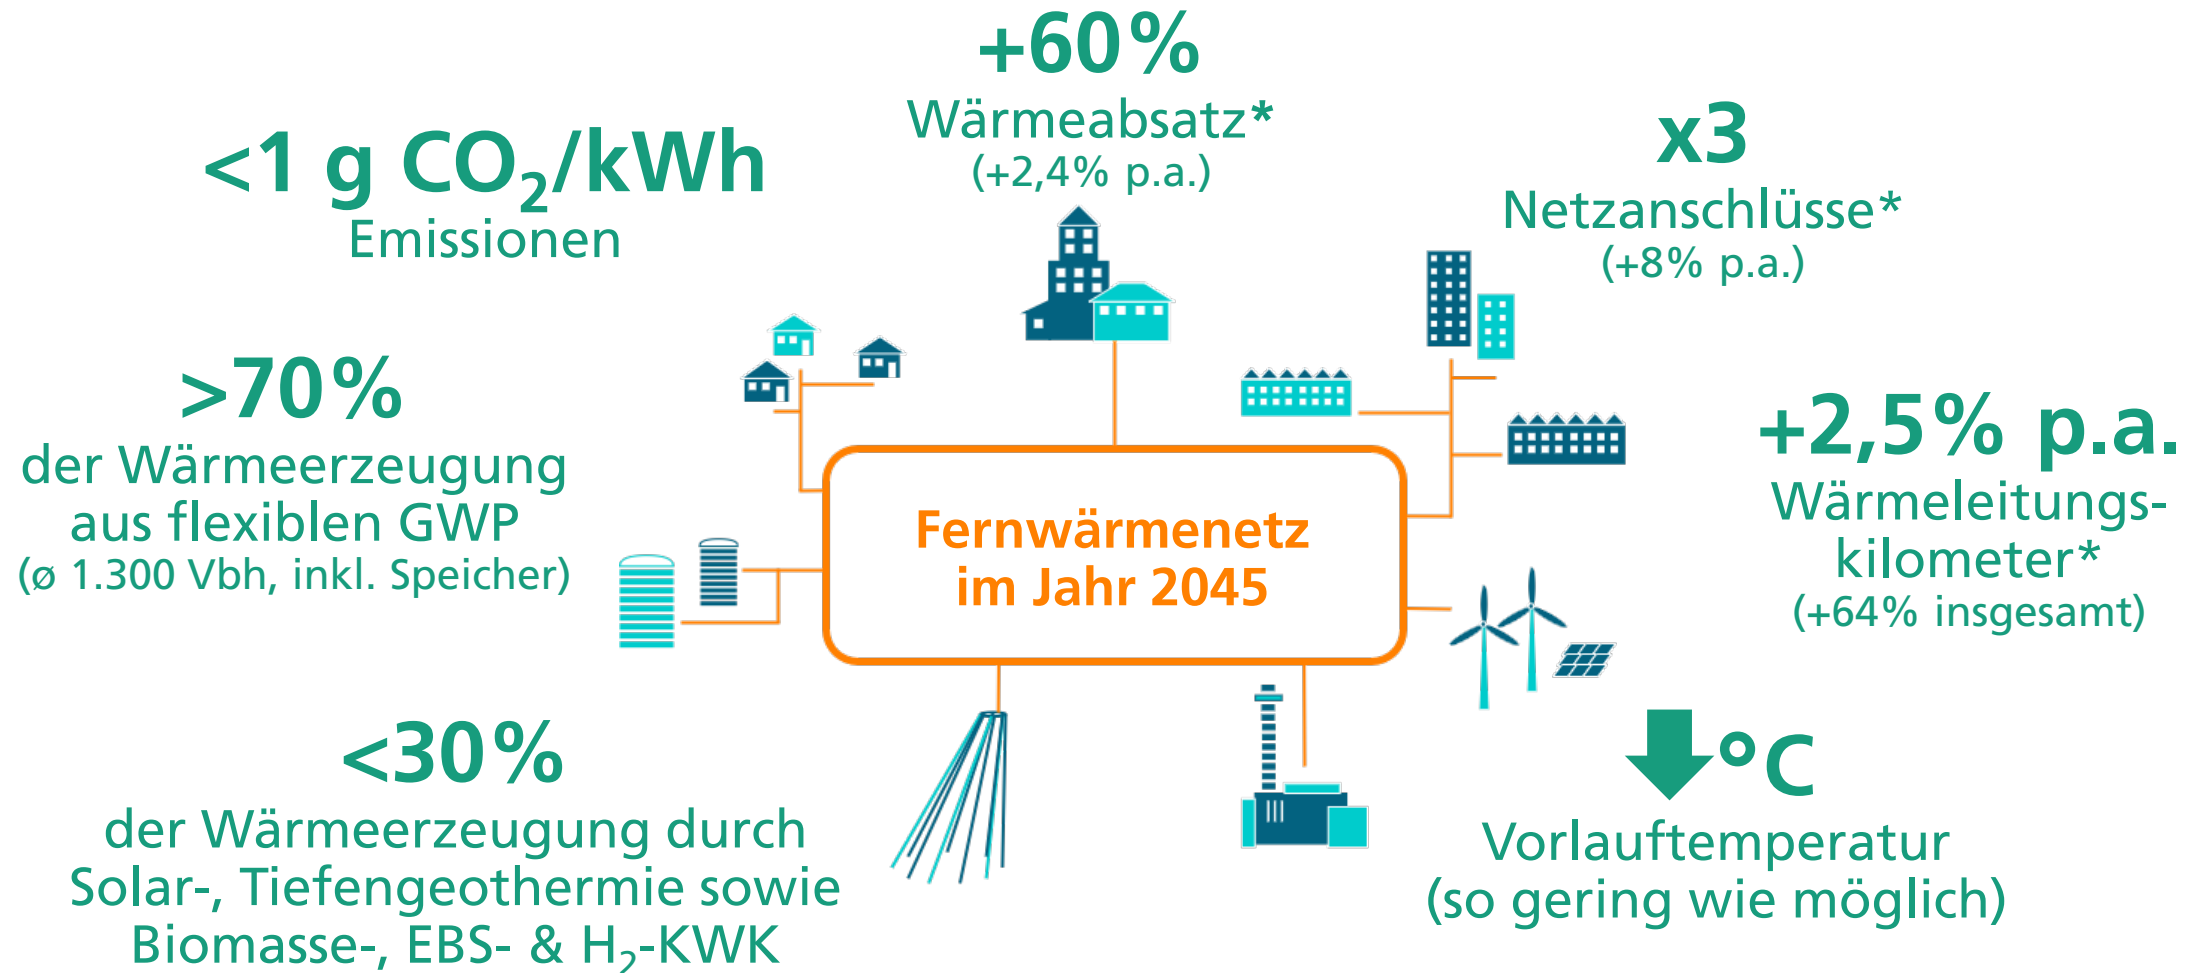 +60%
Wärmeabsatz*
(+2,4% p.a.)
<1 g CO₂/kWh
Emissionen
x3
Netzanschlüsse*
(+8% p.a.)
>70%
der Wärmeerzeugung
aus flexiblen GWP
(ø 1.300 Vbh, inkl. Speicher)
+2,5% p.a.
Wärmeleitungs-
kilometer*
(+64% insgesamt)
Fernwärmenetz
im Jahr 2045
<30%
der Wärmeerzeugung durch
Solar-, Tiefengeothermie sowie
Biomasse-, EBS- & H₂-KWK
°C
Vorlauftemperatur
(so gering wie möglich)